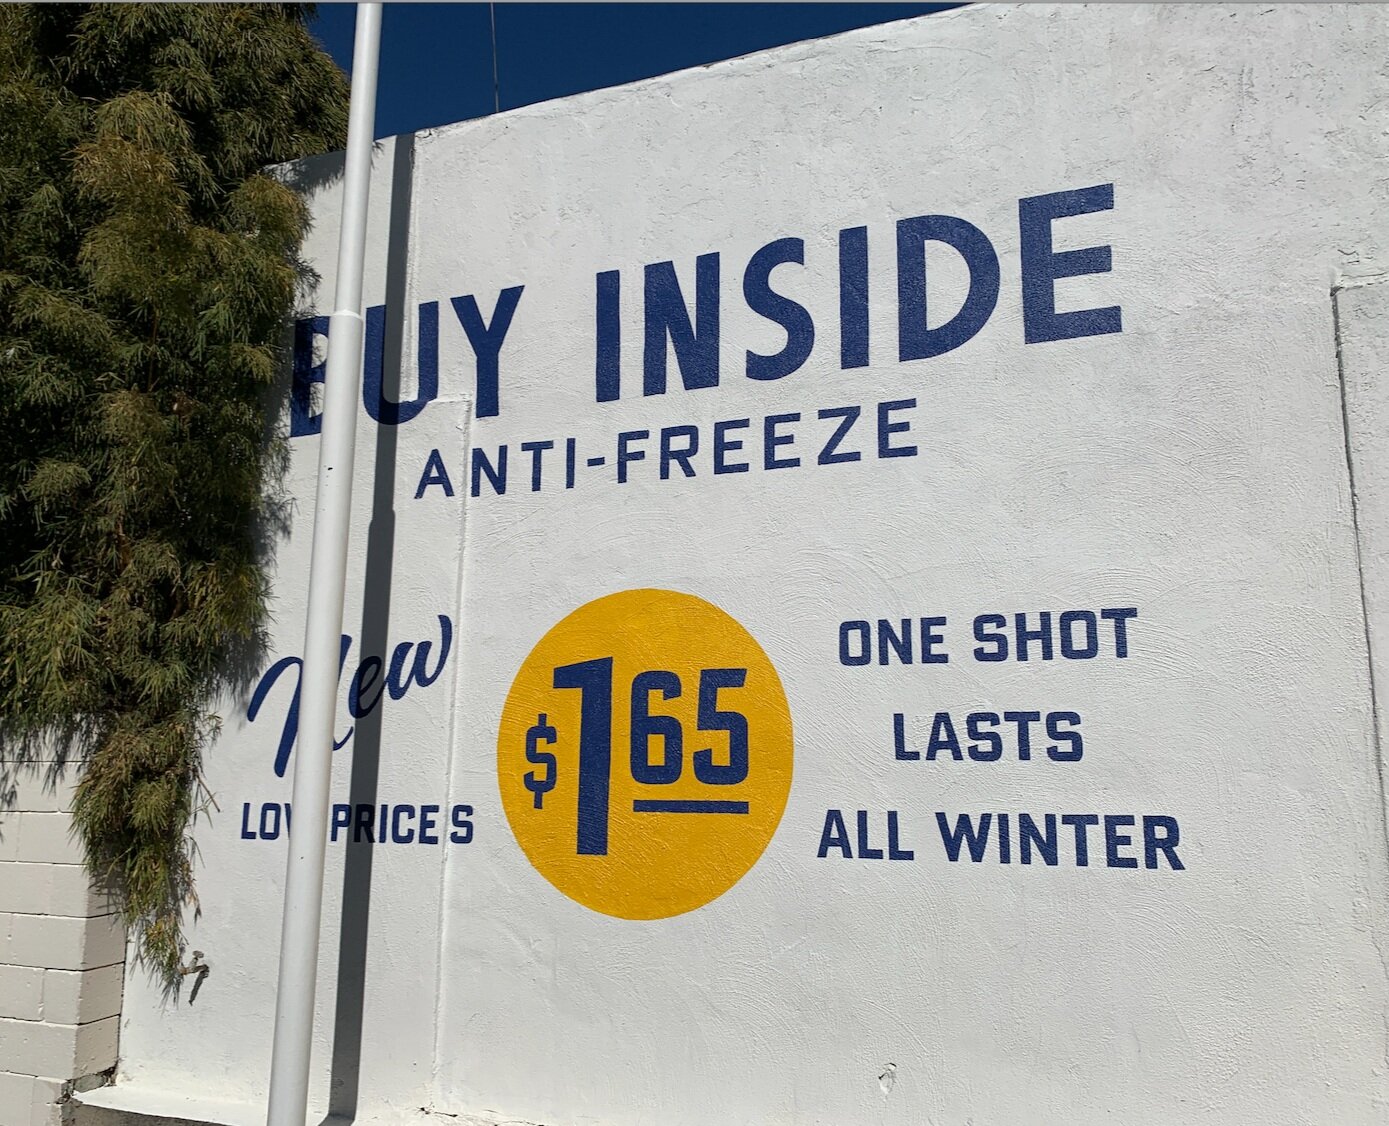 BUY INSIDE
ANTI-FREEZE
New
LOW PRICES
$1.65
ONE SHOT
LASTS
ALL WINTER